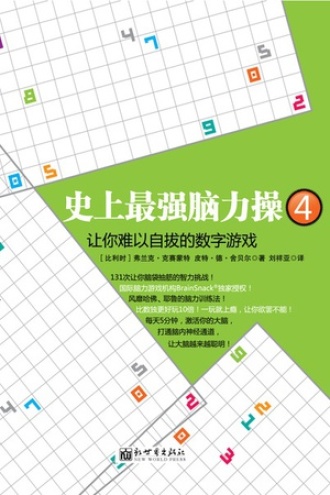 史上最强脑力操4
让你难以自拔的数字游戏
[比利时] 弗兰克·克赛蒙特 皮特·德·舍贝尔◎著 刘祥亚◎译
131次让你脑袋抽筋的智力挑战！
国际脑力游戏机构BrainSnack®独家授权！
风靡哈佛、耶鲁的脑力训练法！
比数独更好玩10倍！一玩就上瘾，让你欲罢不能！
每天5分钟，激活你的大脑，
打通脑内神经通道，
让大脑越来越聪明！
新世界出版社
NEW WORLD PRESS